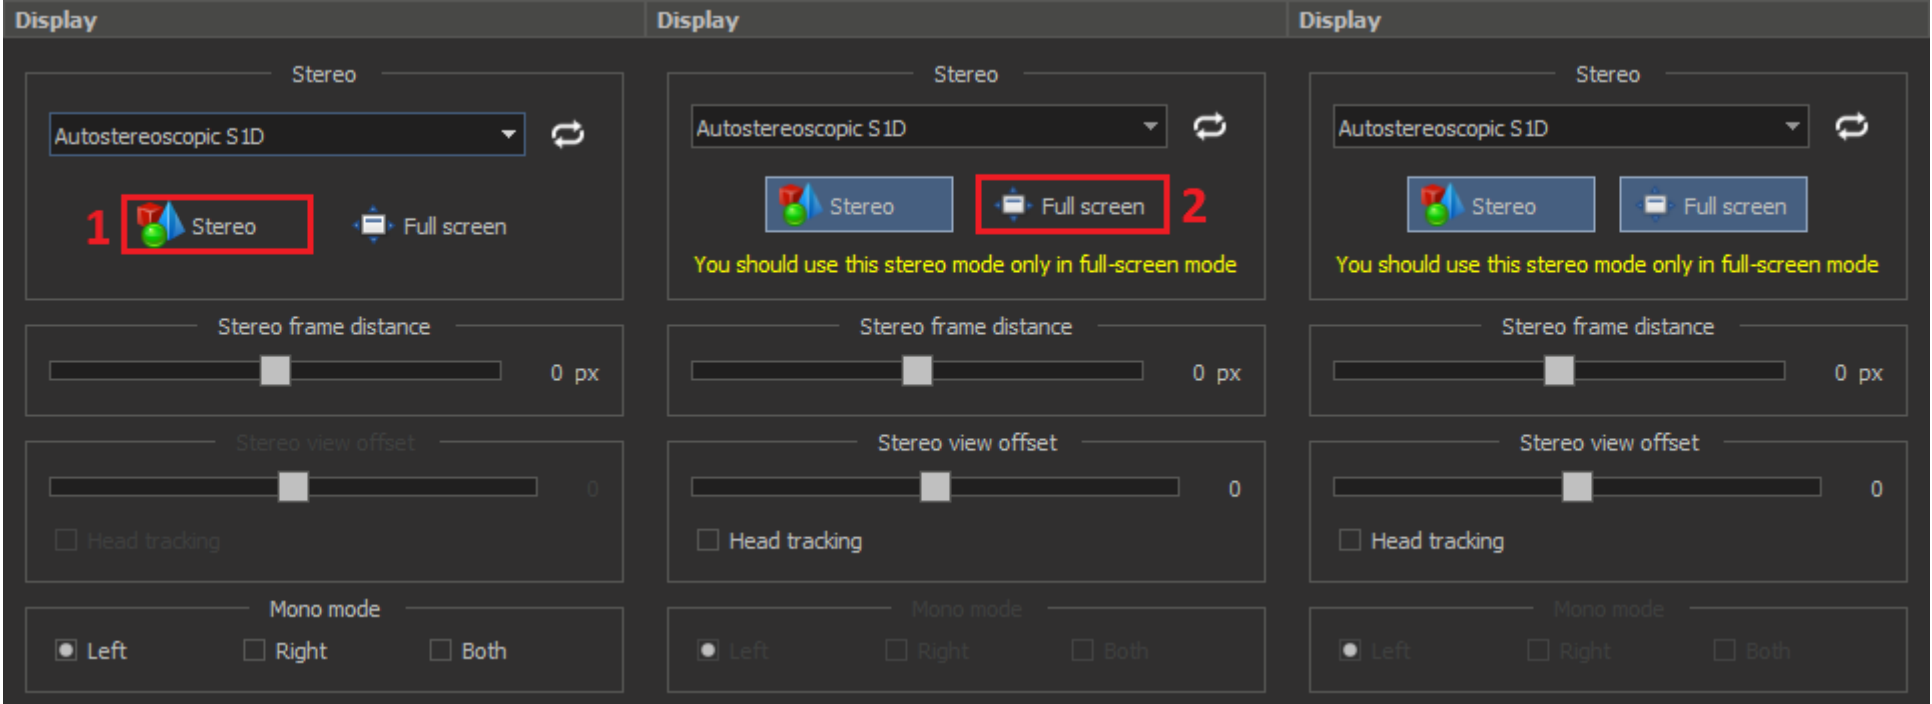 Display
Stereo
Autostereoscopic S1D
1 Stereo Full screen
Stereo frame distance
0 px
Stereo view offset
0
Head tracking
Mono mode
Left Right Both
Display
Stereo
Autostereoscopic S1D
Stereo Full screen 2
You should use this stereo mode only in full-screen mode
Stereo frame distance
0 px
Stereo view offset
0
Head tracking
Mono mode
Left Right Both
Display
Stereo
Autostereoscopic S1D
Stereo Full screen
You should use this stereo mode only in full-screen mode
Stereo frame distance
0 px
Stereo view offset
0
Head tracking
Mono mode
Left Right Both